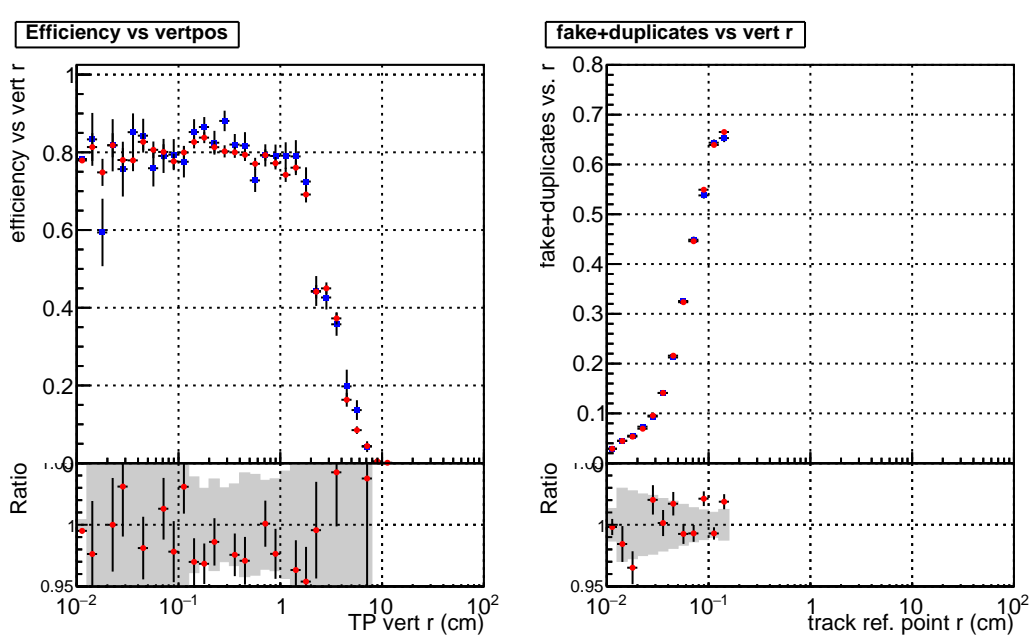 Efficiency vs vertpos
efficiency vs vert r
1
0.8
0.6
0.4
0.2
0
Ratio
1
0.95
10−2 10−1 1 10 102
TP vert r (cm)
fake+duplicates vs vert r
fake+duplicates vs. r
0.8
0.7
0.6
0.5
0.4
0.3
0.2
0.1
Ratio
1
0.95
10−2 10−1 1 10 102
track ref. point r (cm)